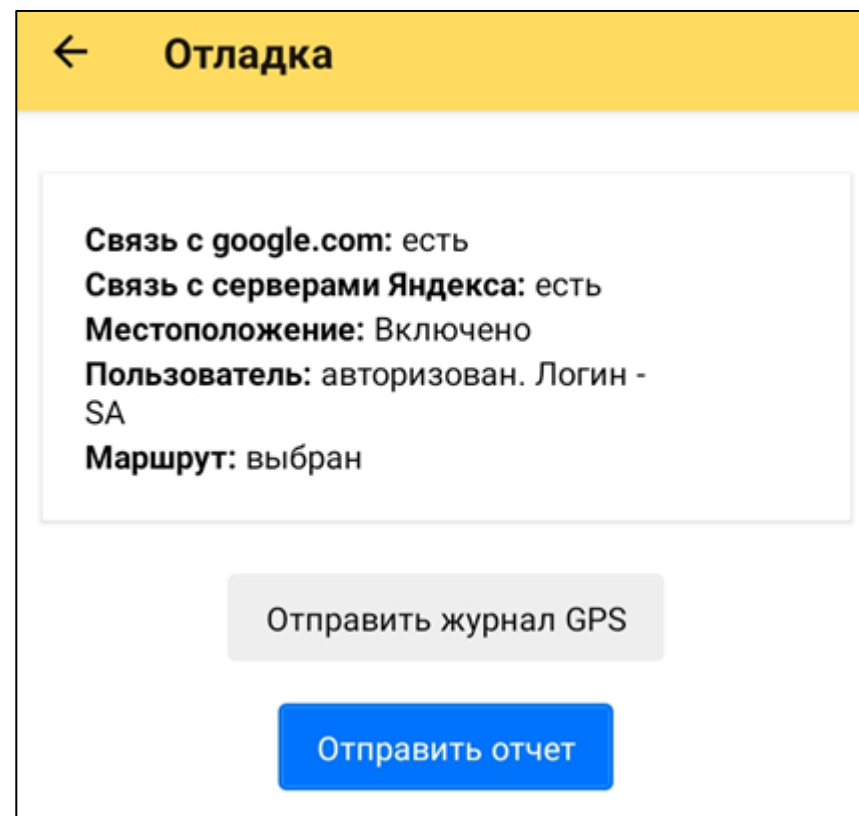 Отладка
Связь с google.com: есть
Связь с серверами Яндекса: есть
Местоположение: Включено
Пользователь: авторизован. Логин -
SA
Маршрут: выбран
Отправить журнал GPS
Отправить отчет